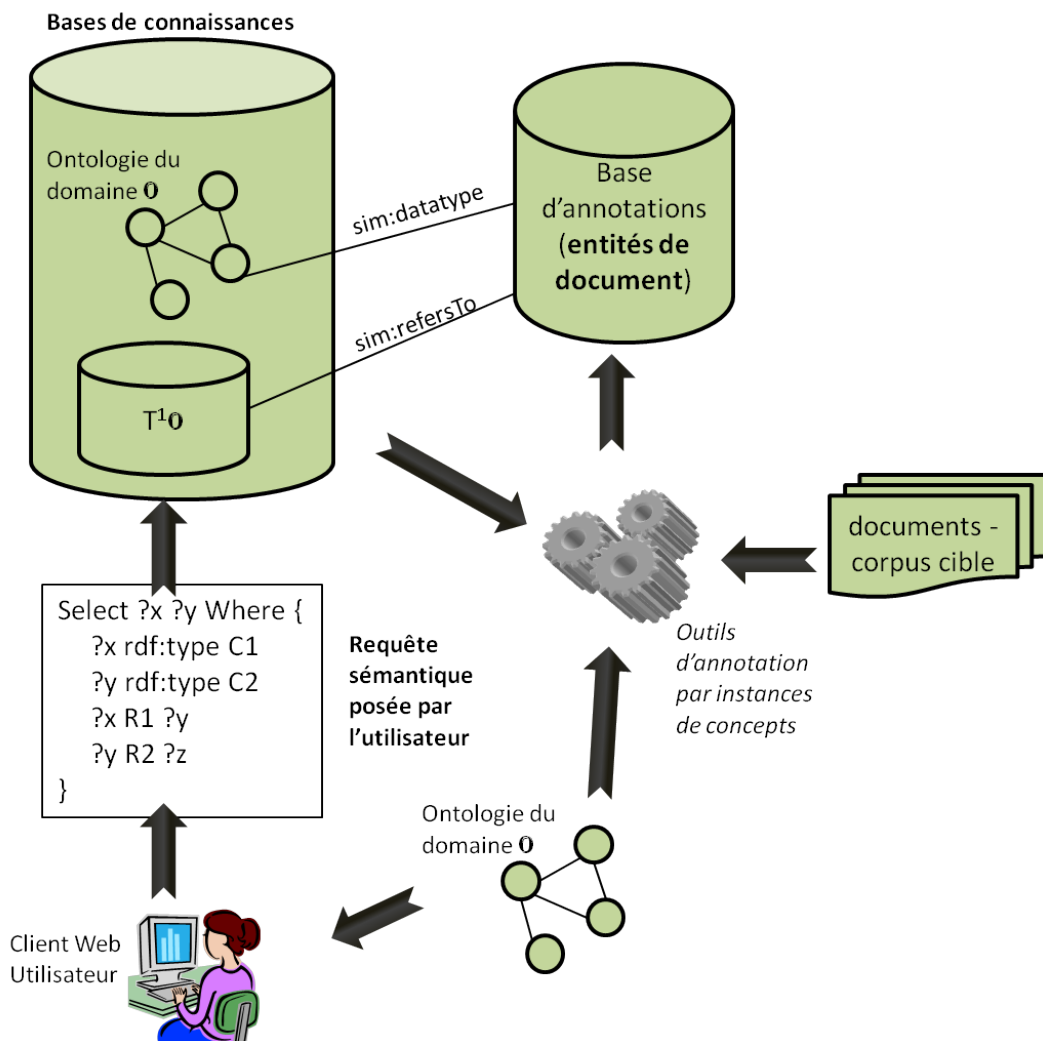 Bases de connaissances
Ontologie du
domaine O
sim:datatype
Base
d'annotations
(entités de
document)
sim:refersTo
T¹O
documents -
corpus cible
Select ?x ?y Where {
?x rdf:type C1
?y rdf:type C2
?x R1 ?y
?y R2 ?z
}
Requête
sémantique
posée par
l'utilisateur
Outils
d'annotation
par instances
de concepts
Ontologie du
domaine O
Client Web
Utilisateur